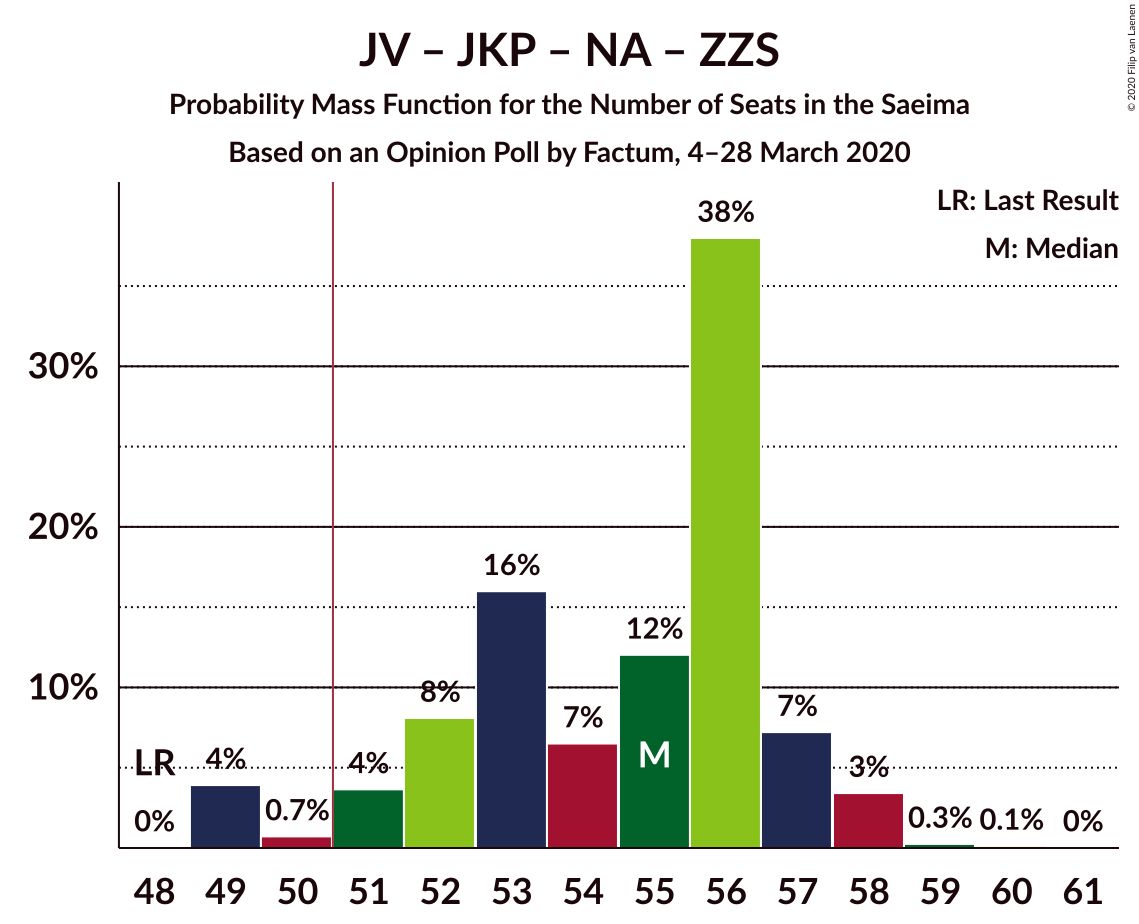 JV – JKP – NA – ZZS
Probability Mass Function for the Number of Seats in the Saeima
Based on an Opinion Poll by Factum, 4–28 March 2020
© 2020 Filip van Laenen
LR: Last Result
M: Median
30%
20%
10%
LR
0%
4%
0.7%
4%
8%
16%
7%
12%
M
38%
7%
3%
0.3%
0.1%
0%
48 49 50 51 52 53 54 55 56 57 58 59 60 61